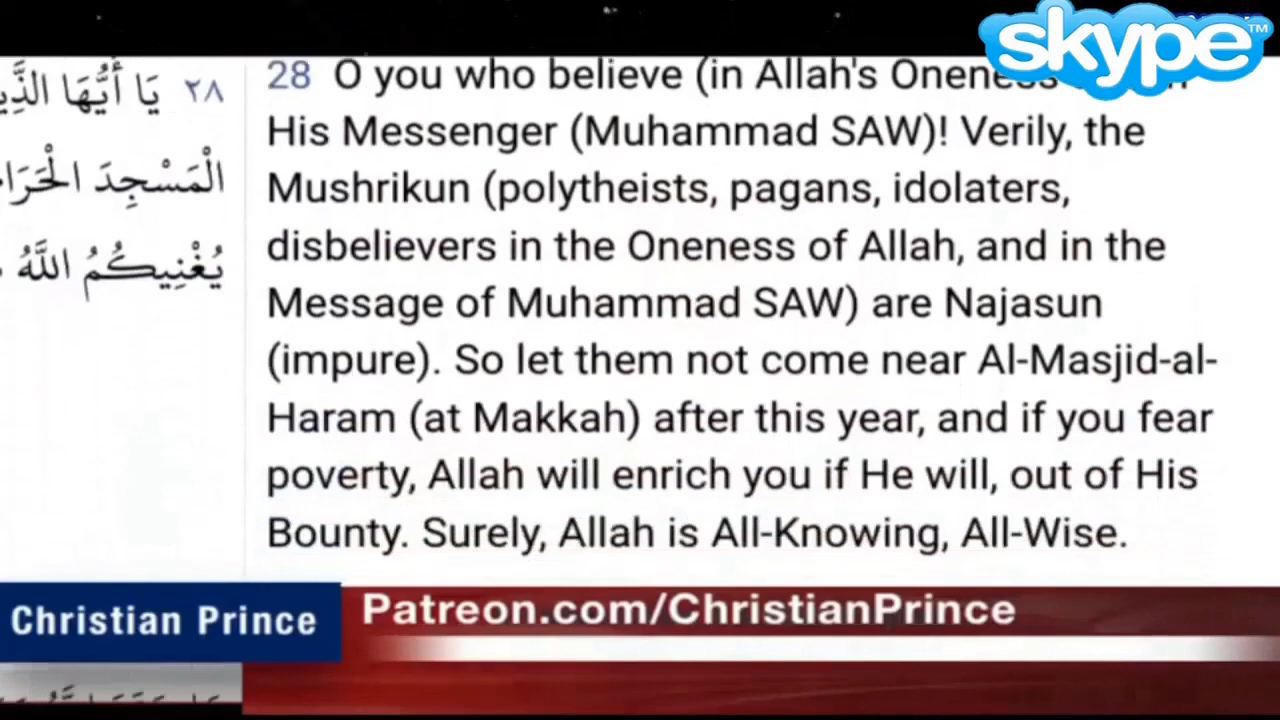 skype™
28 O you who believe (in Allah's Oneness
His Messenger (Muhammad SAW)! Verily, the
Mushrikun (polytheists, pagans, idolaters,
disbelievers in the Oneness of Allah, and in the
Message of Muhammad SAW) are Najasun
(impure). So let them not come near Al-Masjid-al-
Haram (at Makkah) after this year, and if you fear
poverty, Allah will enrich you if He will, out of His
Bounty. Surely, Allah is All-Knowing, All-Wise.
٢٨ يَا أَيُّهَا
الْمَسْجِدَ
يُغْنِيكُمُ اللَّهُ
Christian Prince
Patreon.com/ChristianPrince